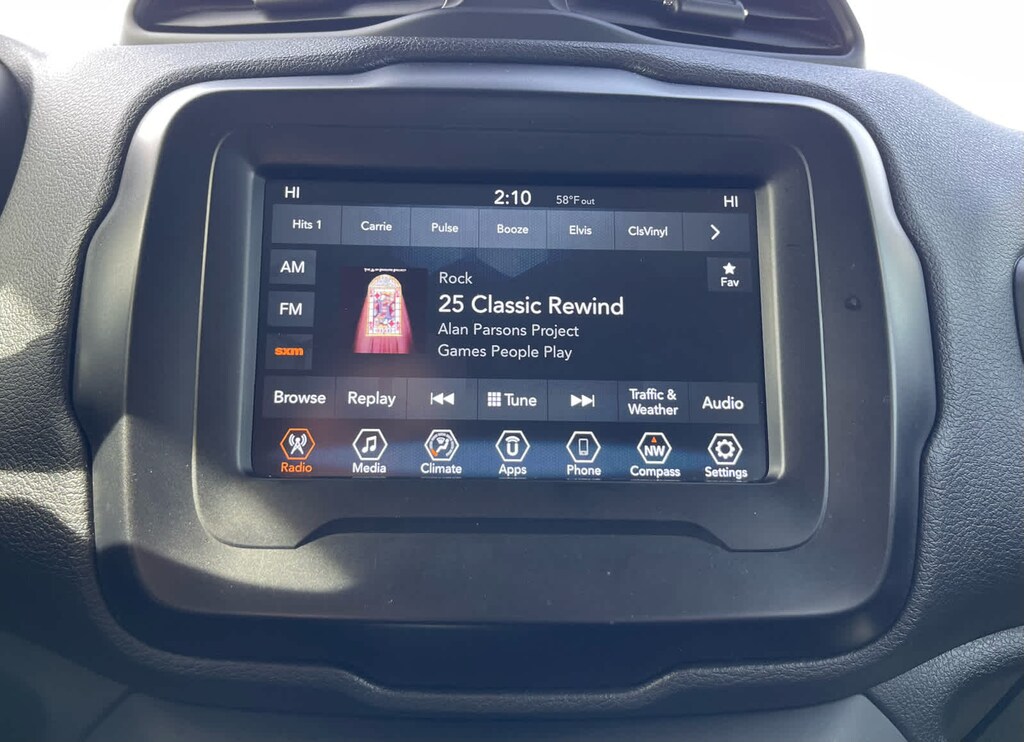 HI 2:10 58°F out HI
Hits 1 Carrie Pulse Booze Elvis ClsVinyl
AM
Fav
FM
sxm
Rock
25 Classic Rewind
Alan Parsons Project
Games People Play
Browse Replay Tune Traffic & Weather Audio
Radio Media Climate Apps Phone NW Compass Settings